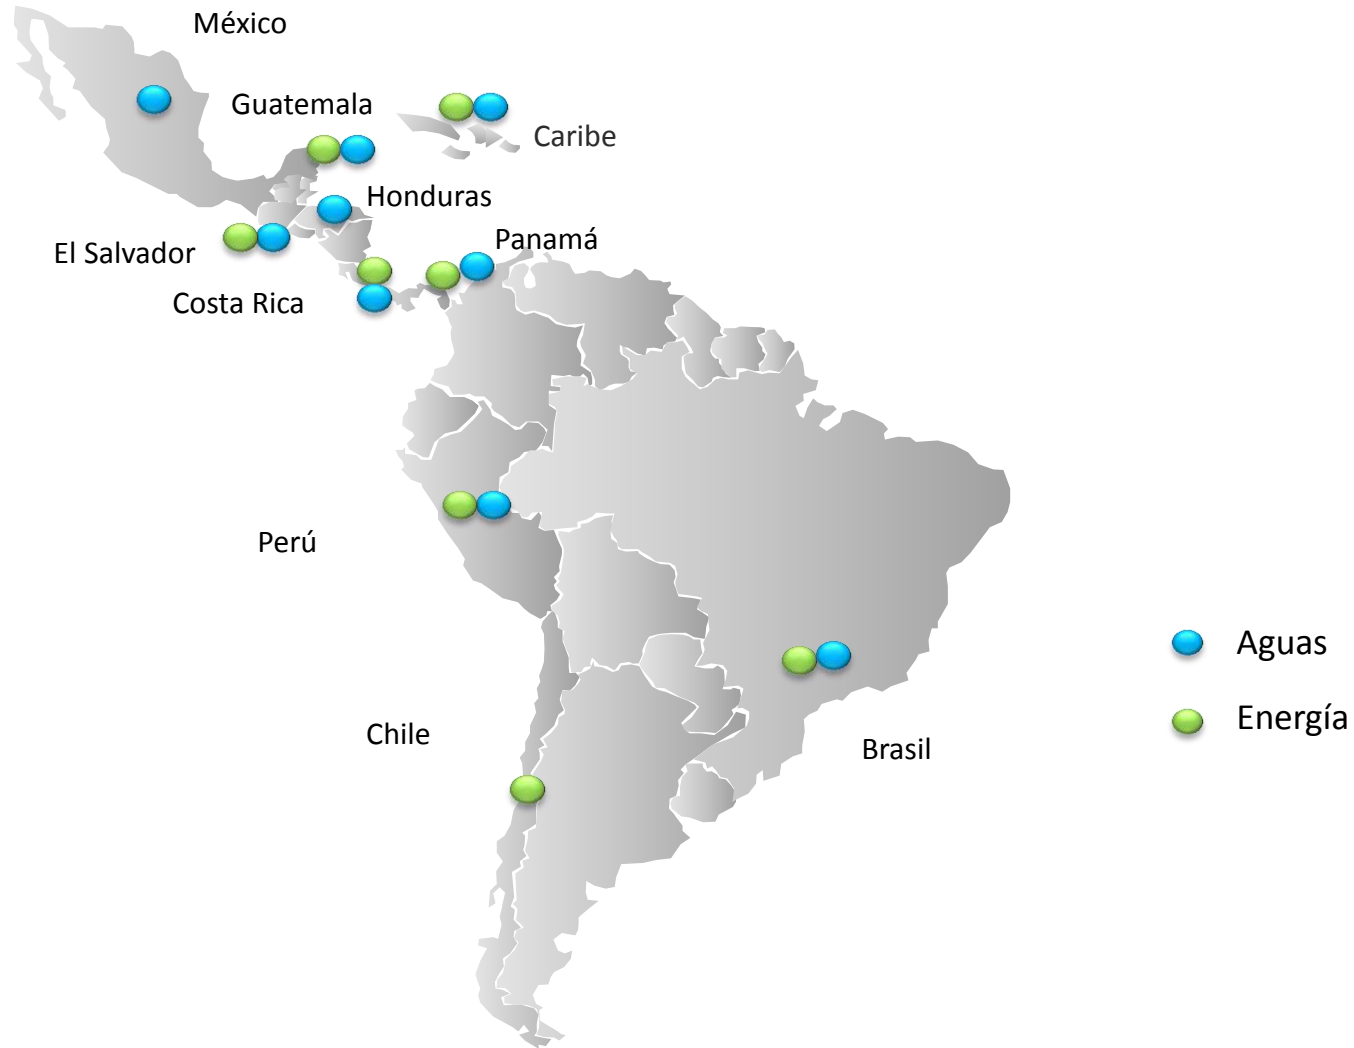 México
Guatemala
Caribe
Honduras
El Salvador
Panamá
Costa Rica
Perú
Aguas
Energía
Chile
Brasil